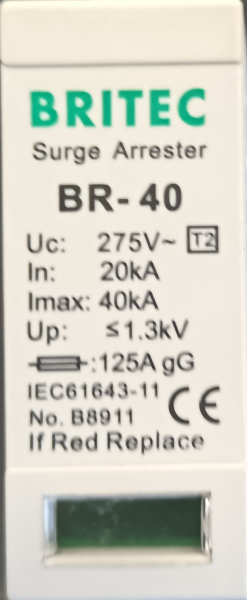 BRITEC
Surge Arrester
BR-40
Uc: 275V~ T2
In: 20kA
Imax: 40kA
Up: ≤1.3kV
:125A gG
IEC61643-11
No. B8911 CE
If Red Replace